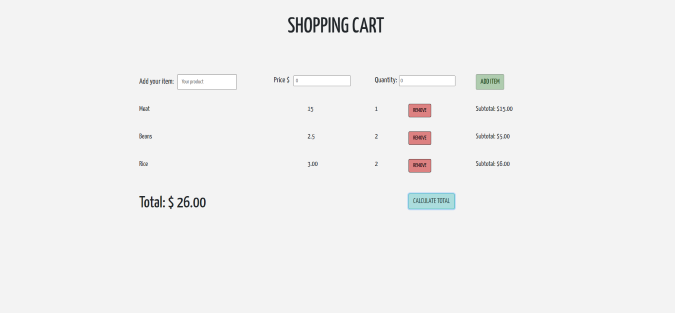 SHOPPING CART
Add your item: Your product Price $ 0 Quantity: 0 ADD ITEM
Meat 15 1 REMOVE Subtotal: $15.00
Beans 2.5 2 REMOVE Subtotal: $5.00
Rice 3.00 2 REMOVE Subtotal: $6.00
Total: $ 26.00 CALCULATE TOTAL